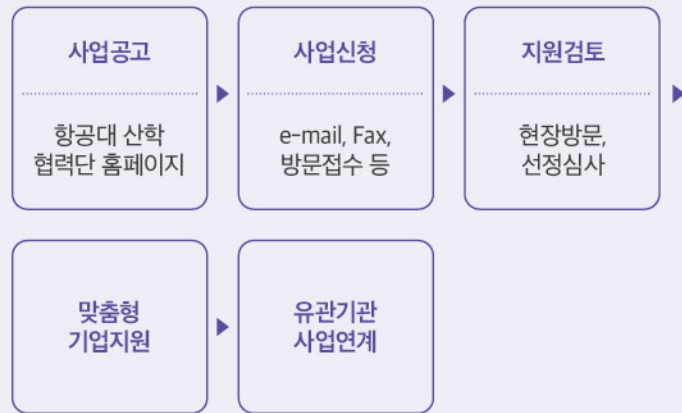 사업공고
항공대 산학
협력단 홈페이지
사업신청
e-mail, Fax,
방문접수 등
지원검토
현장방문,
선정심사
맞춤형
기업지원
유관기관
사업연계